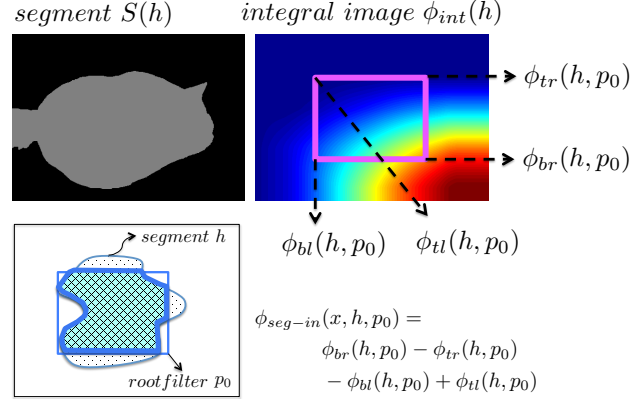 segment S(h)
integral image ϕ_int(h)
ϕ_tr(h, p_0)
ϕ_br(h, p_0)
ϕ_bl(h, p_0)
ϕ_tl(h, p_0)
segment h
rootfilter p_0
ϕ_seg−in(x, h, p_0) =
ϕ_br(h, p_0) − ϕ_tr(h, p_0)
− ϕ_bl(h, p_0) + ϕ_tl(h, p_0)